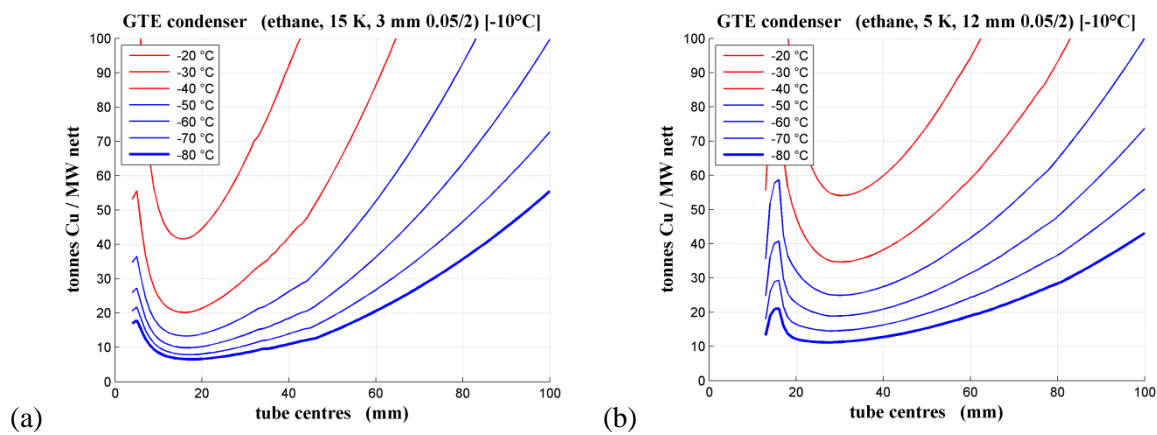 GTE condenser (ethane, 15 K, 3 mm 0.05/2) [-10°C]
100
90
80
70
60
50
40
30
20
10
0
tonnes Cu / MW nett
-20 °C
-30 °C
-40 °C
-50 °C
-60 °C
-70 °C
-80 °C
0 20 40 60 80 100
tube centres (mm)
(a)
GTE condenser (ethane, 5 K, 12 mm 0.05/2) [-10°C]
100
90
80
70
60
50
40
30
20
10
0
tonnes Cu / MW nett
-20 °C
-30 °C
-40 °C
-50 °C
-60 °C
-70 °C
-80 °C
0 20 40 60 80 100
tube centres (mm)
(b)